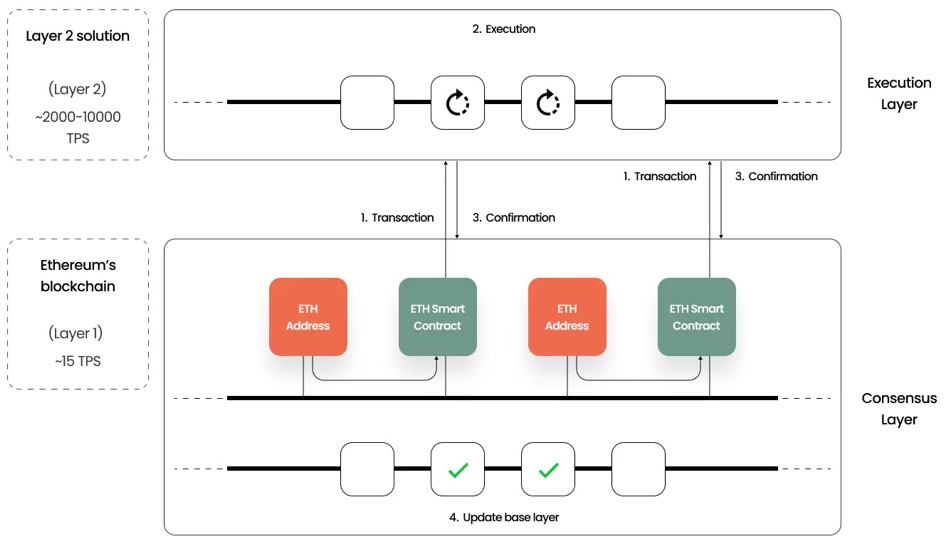 Layer 2 solution
(Layer 2)
~2000-10000
TPS
2. Execution
Execution
Layer
1. Transaction
3. Confirmation
1. Transaction
3. Confirmation
Ethereum’s
blockchain
(Layer 1)
~15 TPS
ETH
Address
ETH Smart
Contract
ETH
Address
ETH Smart
Contract
Consensus
Layer
4. Update base layer